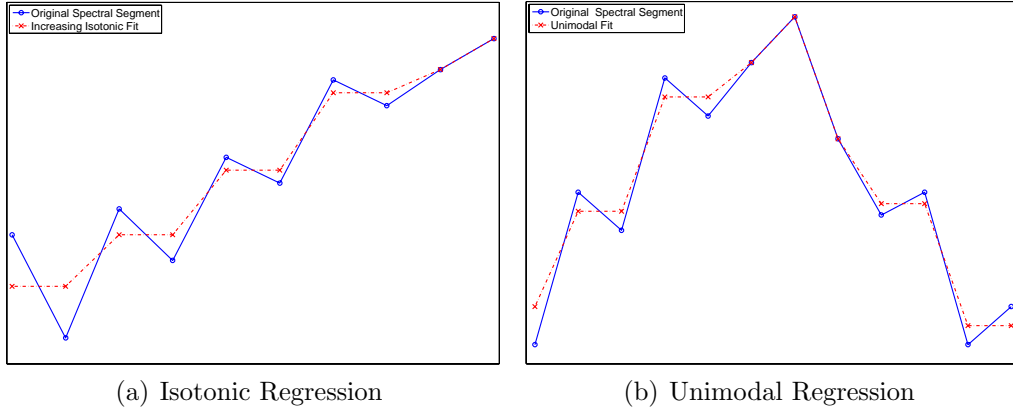 Original Spectral Segment
Increasing Isotonic Fit
Original Spectral Segment
Unimodal Fit
(a) Isotonic Regression
(b) Unimodal Regression